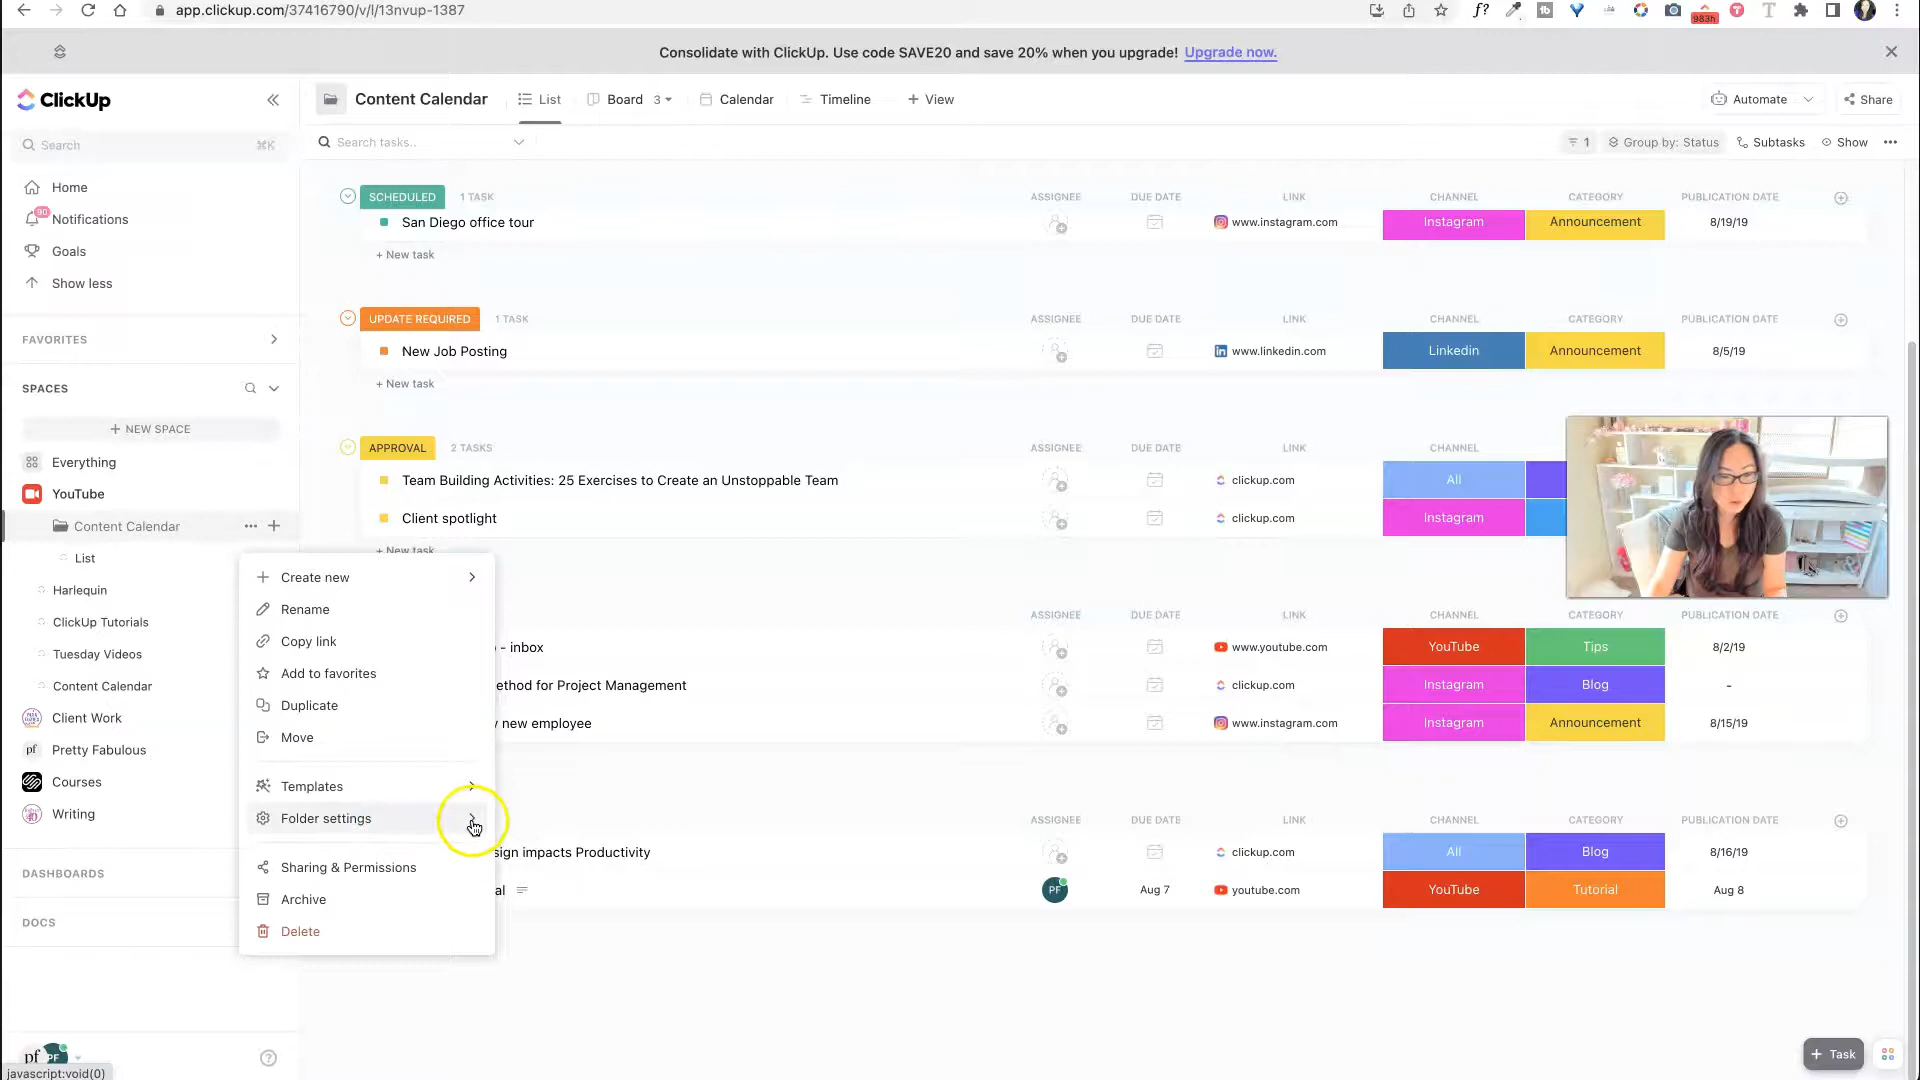 app.clickup.com/37416790/v/l/13nvup-1387
f?
tb
983h
T
T
Consolidate with ClickUp. Use code SAVE20 and save 20% when you upgrade! Upgrade now.
ClickUp
Content Calendar
List
Board 3
Calendar
Timeline
+ View
Automate
Share
Search ⌘K
Search tasks..
1
Group by: Status
Subtasks
Show
Home
90
Notifications
Goals
Show less
FAVORITES
SPACES
+ NEW SPACE
Everything
YouTube
Content Calendar
List
Harlequin
ClickUp Tutorials
Tuesday Videos
Content Calendar
Client Work
pf Pretty Fabulous
Courses
Writing
DASHBOARDS
DOCS
pf PF
javascript:void(0)
Create new
Rename
Copy link
Add to favorites
Duplicate
Move
Templates
Folder settings
Sharing & Permissions
Archive
Delete
SCHEDULED 1 TASK ASSIGNEE DUE DATE LINK CHANNEL CATEGORY PUBLICATION DATE
San Diego office tour www.instagram.com Instagram Announcement 8/19/19
+ New task
UPDATE REQUIRED 1 TASK ASSIGNEE DUE DATE LINK CHANNEL CATEGORY PUBLICATION DATE
New Job Posting www.linkedin.com Linkedin Announcement 8/5/19
+ New task
APPROVAL 2 TASKS ASSIGNEE DUE DATE LINK CHANNEL
Team Building Activities: 25 Exercises to Create an Unstoppable Team clickup.com All
Client spotlight clickup.com Instagram
+ New task
ASSIGNEE DUE DATE LINK CHANNEL CATEGORY PUBLICATION DATE
- inbox www.youtube.com YouTube Tips 8/2/19
ethod for Project Management clickup.com Instagram Blog -
y new employee www.instagram.com Instagram Announcement 8/15/19
ASSIGNEE DUE DATE LINK CHANNEL CATEGORY PUBLICATION DATE
sign impacts Productivity clickup.com All Blog 8/16/19
al PF Aug 7 youtube.com YouTube Tutorial Aug 8
+ Task